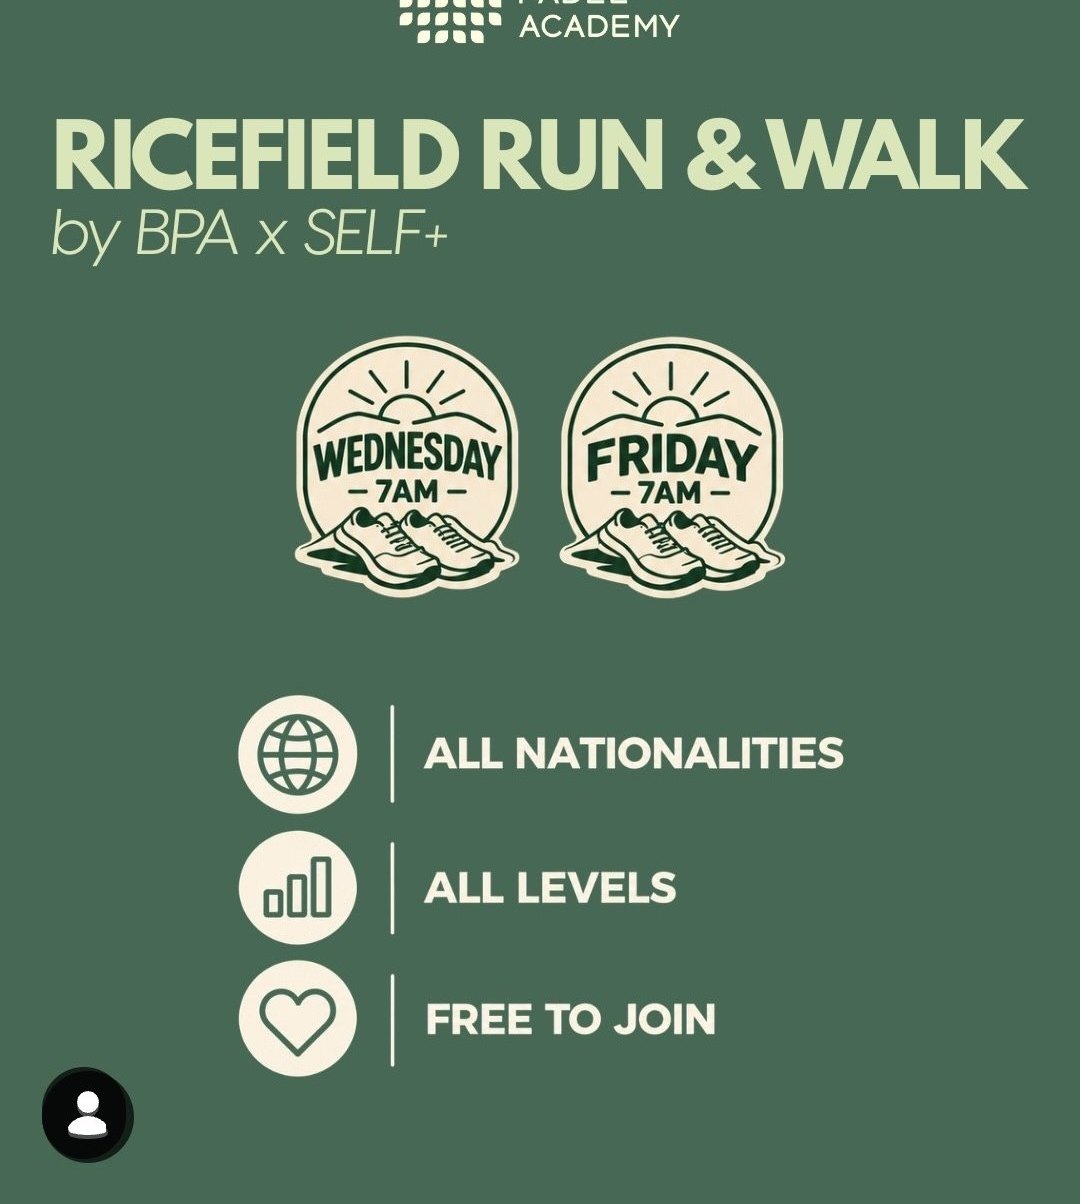 ACADEMY
RICEFIELD RUN & WALK
by BPA x SELF+
WEDNESDAY
– 7AM –
FRIDAY
– 7AM –
ALL NATIONALITIES
ALL LEVELS
FREE TO JOIN